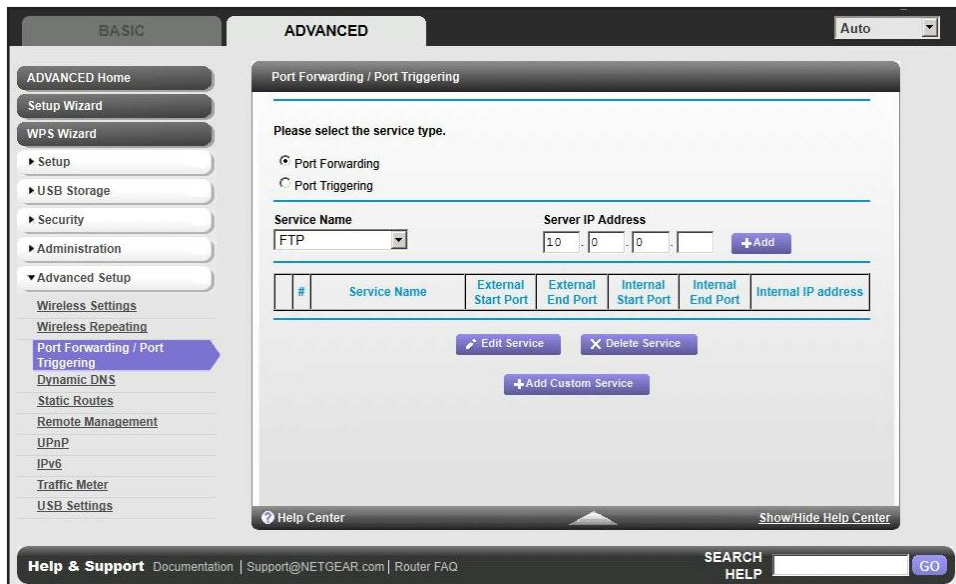 BASIC
ADVANCED
Auto
ADVANCED Home
Setup Wizard
WPS Wizard
Setup
USB Storage
Security
Administration
Advanced Setup
Wireless Settings
Wireless Repeating
Port Forwarding / Port
Triggering
Dynamic DNS
Static Routes
Remote Management
UPnP
IPv6
Traffic Meter
USB Settings
Port Forwarding / Port Triggering
Please select the service type.
Port Forwarding
Port Triggering
Service Name
FTP
Server IP Address
10 . 0 . 0 .
+Add
# Service Name External Start Port External End Port Internal Start Port Internal End Port Internal IP address
Edit Service
X Delete Service
+Add Custom Service
? Help Center
Show/Hide Help Center
Help & Support Documentation | Support@NETGEAR.com | Router FAQ
SEARCH
HELP
GO